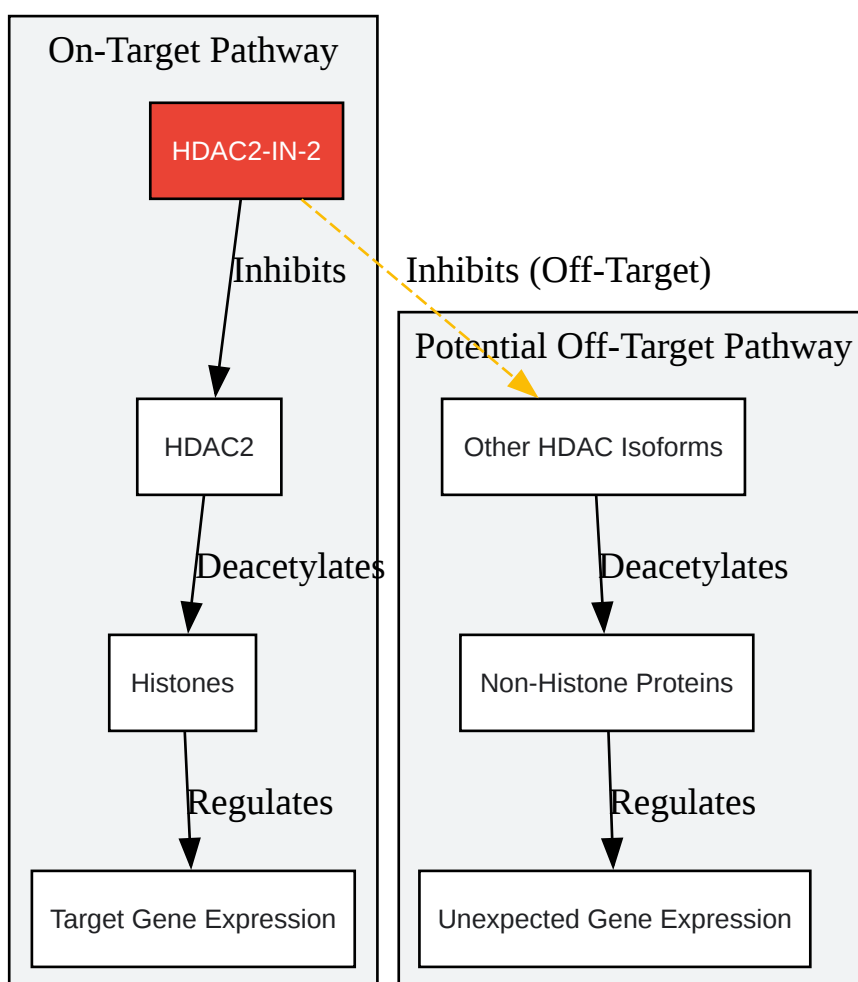 On-Target Pathway
HDAC2-IN-2
Inhibits
Inhibits (Off-Target)
Potential Off-Target Pathway
HDAC2
Other HDAC Isoforms
Deacetylates
Deacetylates
Histones
Non-Histone Proteins
Regulates
Regulates
Target Gene Expression
Unexpected Gene Expression